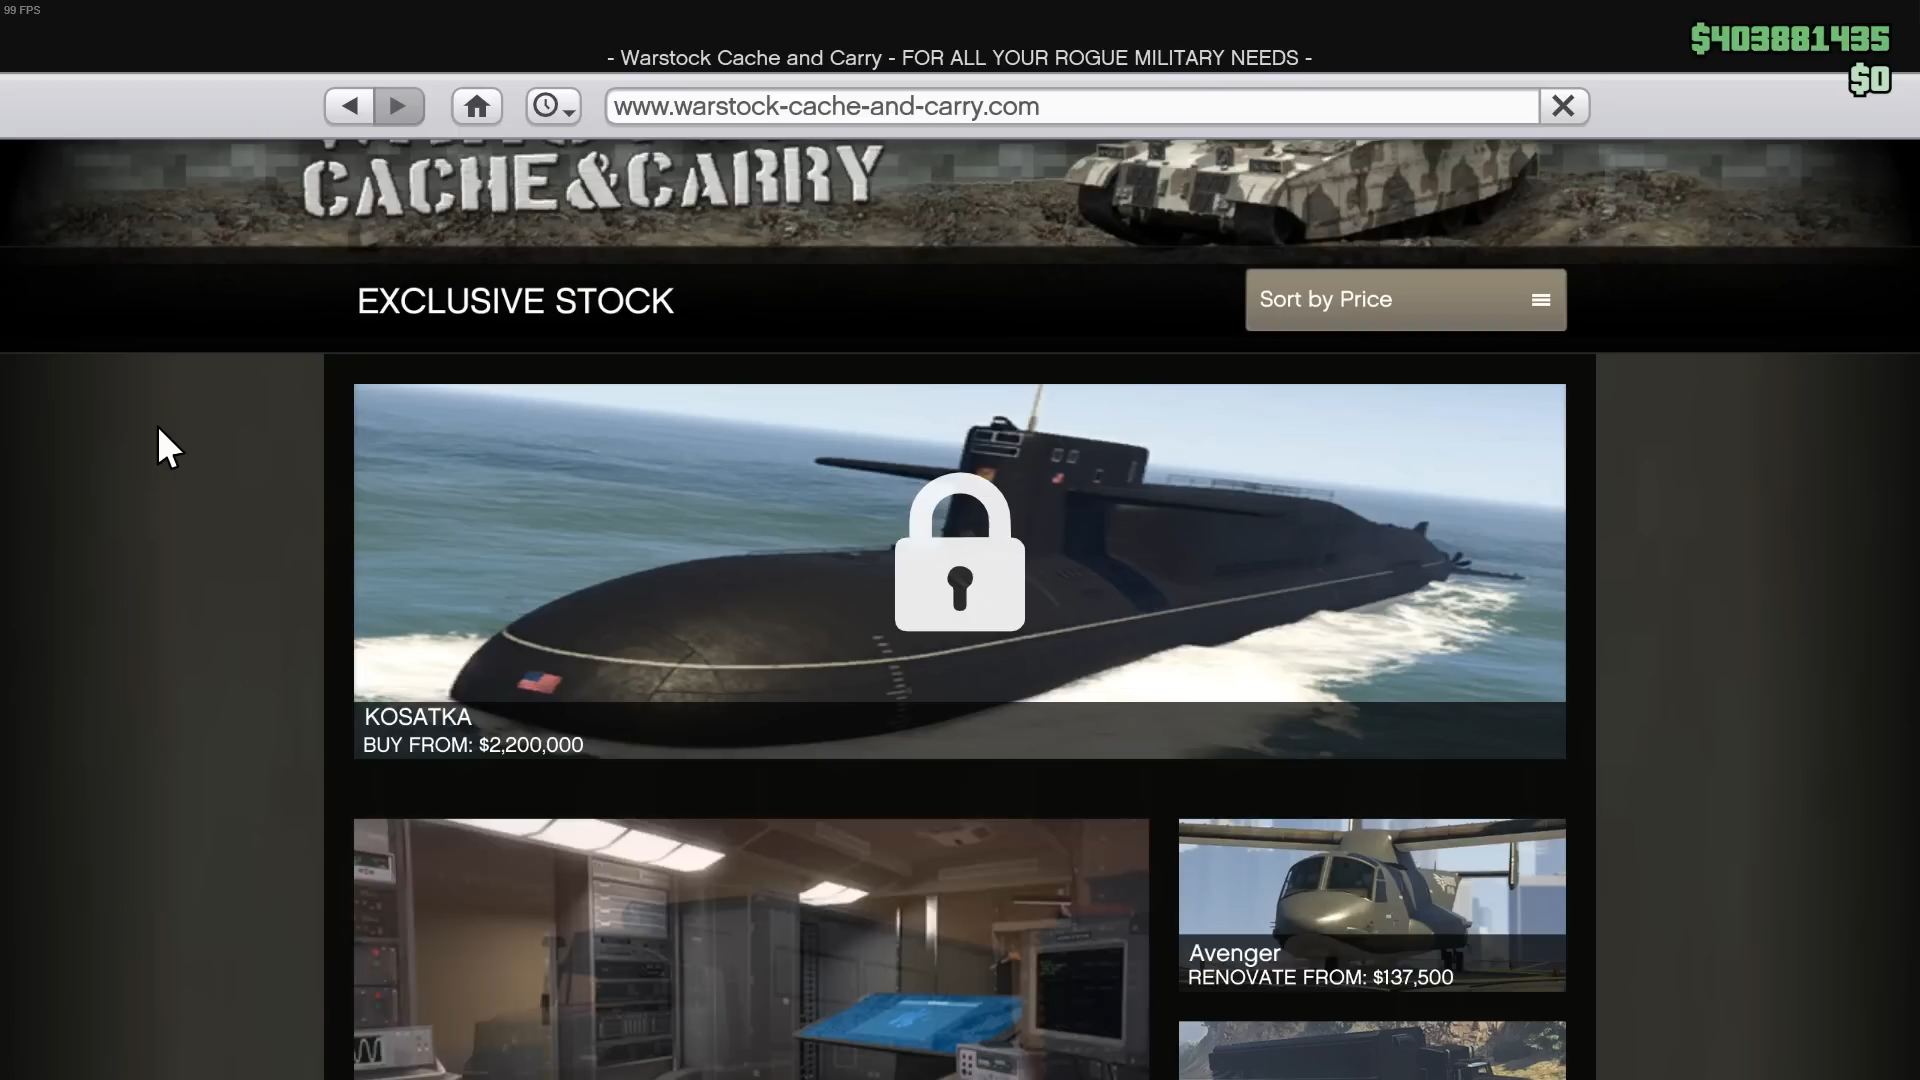 99 FPS
$403881435
- Warstock Cache and Carry - FOR ALL YOUR ROGUE MILITARY NEEDS -
$0
www.warstock-cache-and-carry.com
CACHE&CARRY
EXCLUSIVE STOCK
Sort by Price
KOSATKA
BUY FROM: $2,200,000
Avenger
RENOVATE FROM: $137,500